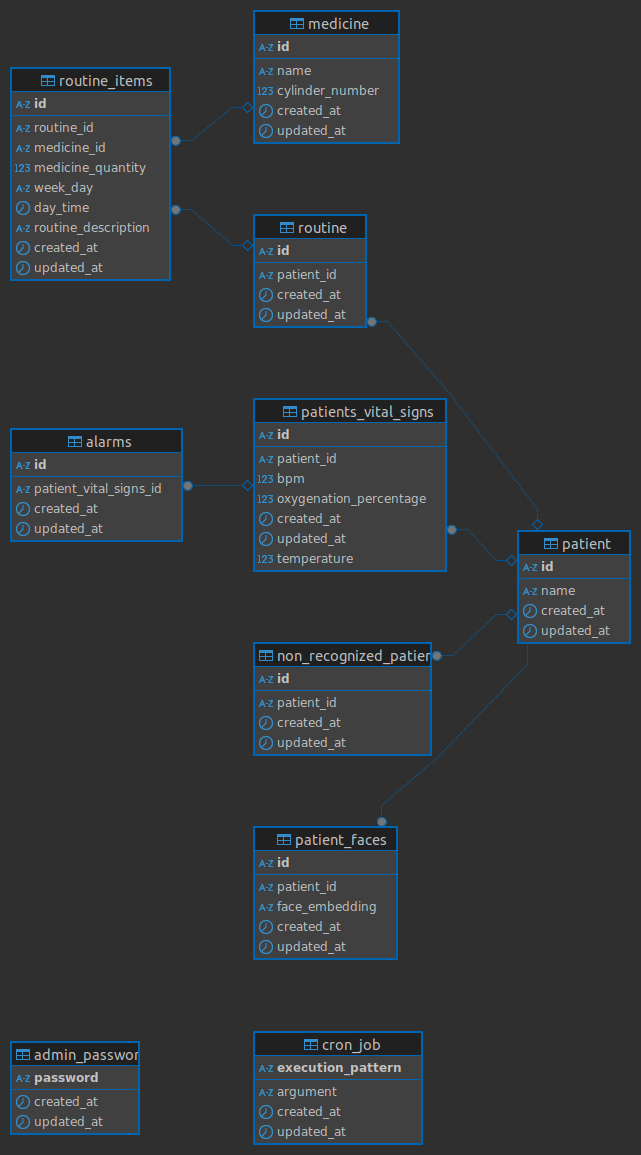 medicine
A-Z id
A-Z name
123 cylinder_number
created_at
updated_at
routine_items
A-Z id
A-Z routine_id
A-Z medicine_id
123 medicine_quantity
A-Z week_day
day_time
A-Z routine_description
created_at
updated_at
routine
A-Z id
A-Z patient_id
created_at
updated_at
patients_vital_signs
A-Z id
A-Z patient_id
123 bpm
123 oxygenation_percentage
created_at
updated_at
123 temperature
alarms
A-Z id
A-Z patient_vital_signs_id
created_at
updated_at
patient
A-Z id
A-Z name
created_at
updated_at
non_recognized_patier
A-Z id
A-Z patient_id
created_at
updated_at
patient_faces
A-Z id
A-Z patient_id
A-Z face_embedding
created_at
updated_at
admin_passwor
A-Z password
created_at
updated_at
cron_job
A-Z execution_pattern
A-Z argument
created_at
updated_at